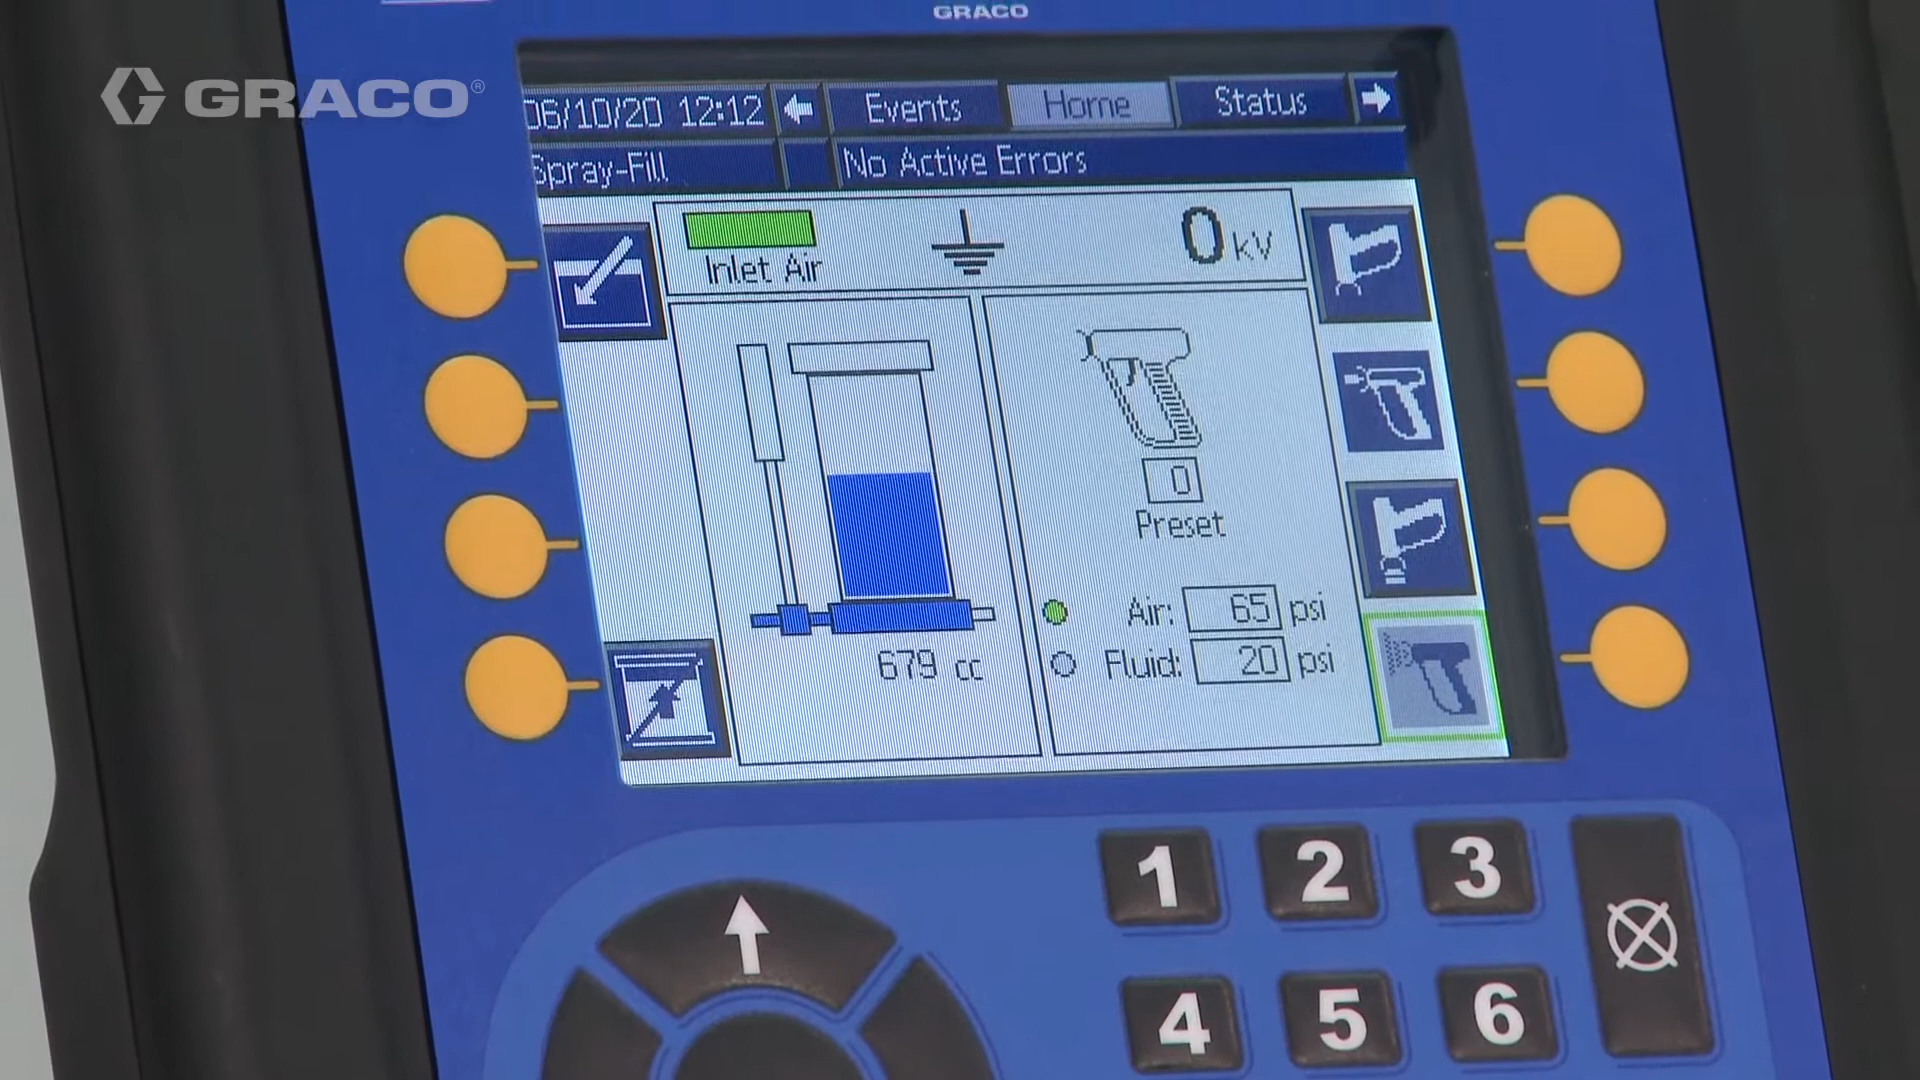 GRACO
GRACO®
06/10/20 12:12 Events Home Status
Spray-Fill No Active Errors
Inlet Air 0 kV
0
Preset
Air: 65 psi
679 cc Fluid: 20 psi
1 2 3
4 5 6